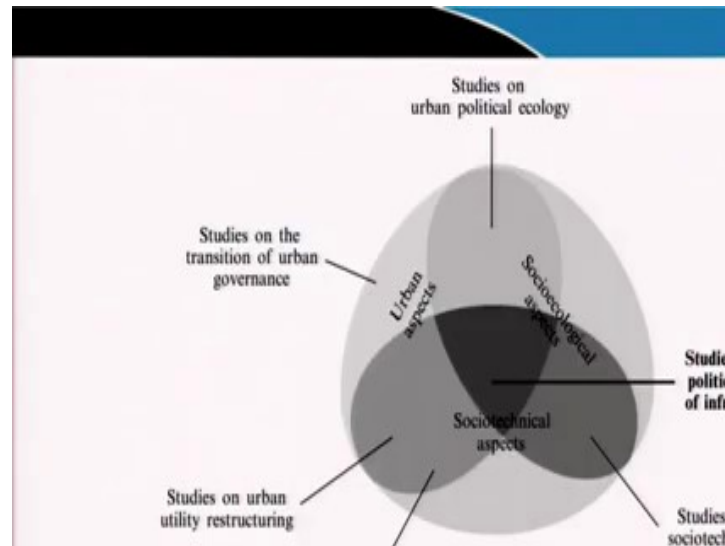 Studies on
urban political ecology
Studies on the
transition of urban
governance
Urban
aspects
Socioecological
aspects
Sociotechnical
aspects
Studies on urban
utility restructuring